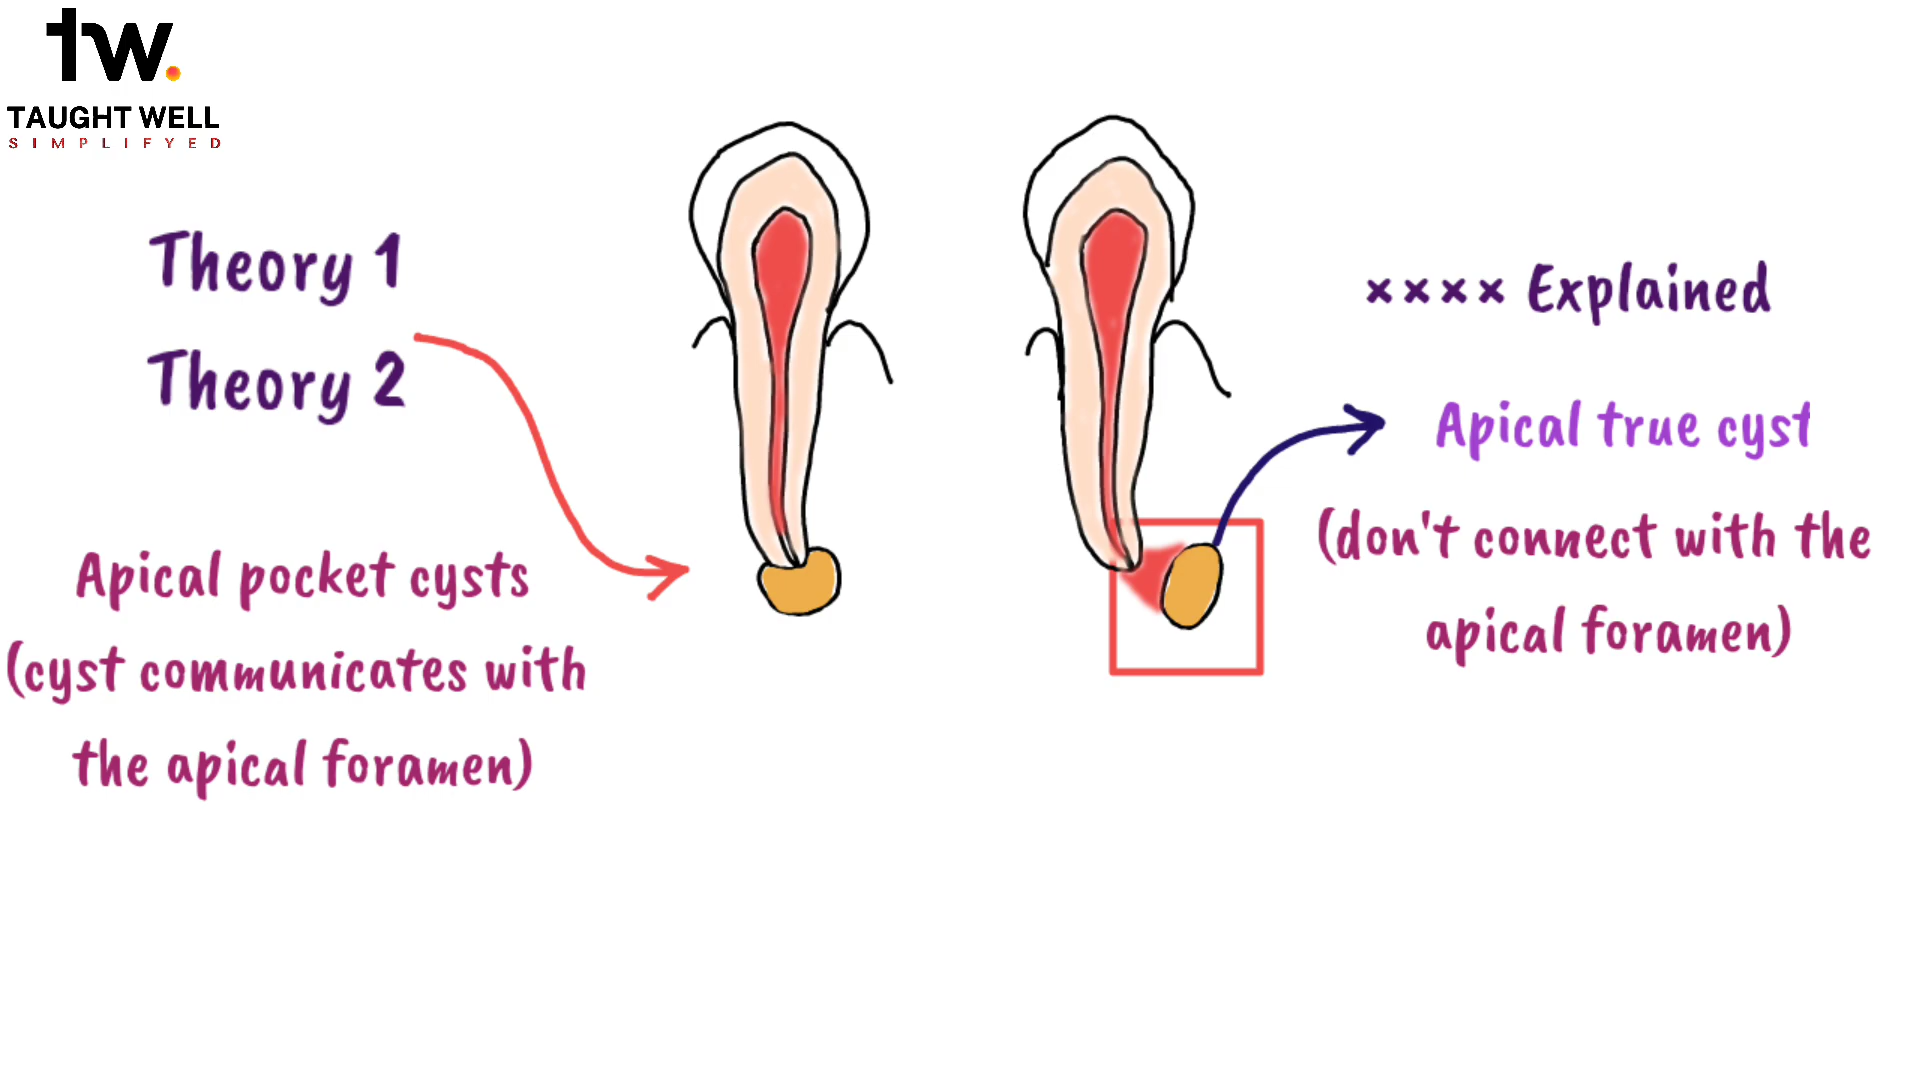 tw.
TAUGHT WELL
SIMPLIFYED
Theory 1
Theory 2
Apical pocket cysts
(cyst communicates with
the apical foramen)
×××× Explained
Apical true cyst
(don't connect with the
apical foramen)